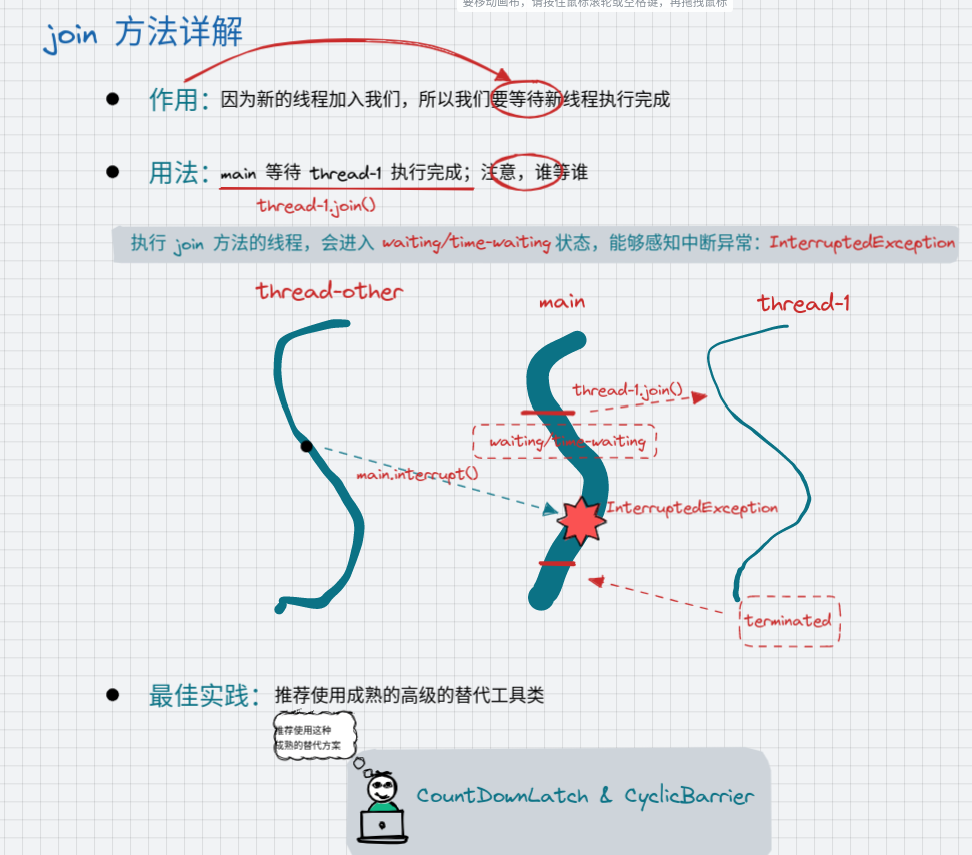 要移动画布，请按住鼠标滚轮或空格键，再拖拽鼠标
join 方法详解
作用：因为新的线程加入我们，所以我们要等待新线程执行完成
用法：main 等待 thread-1 执行完成；注意，谁等谁
thread-1.join()
执行 join 方法的线程，会进入 waiting/time-waiting 状态，能够感知中断异常：InterruptedException
thread-other
main
thread-1
thread-1.join()
waiting/time-waiting
main.interrupt()
InterruptedException
terminated
最佳实践：推荐使用成熟的高级的替代工具类
推荐使用这种
成熟的替代方案
CountDownLatch & CyclicBarrier